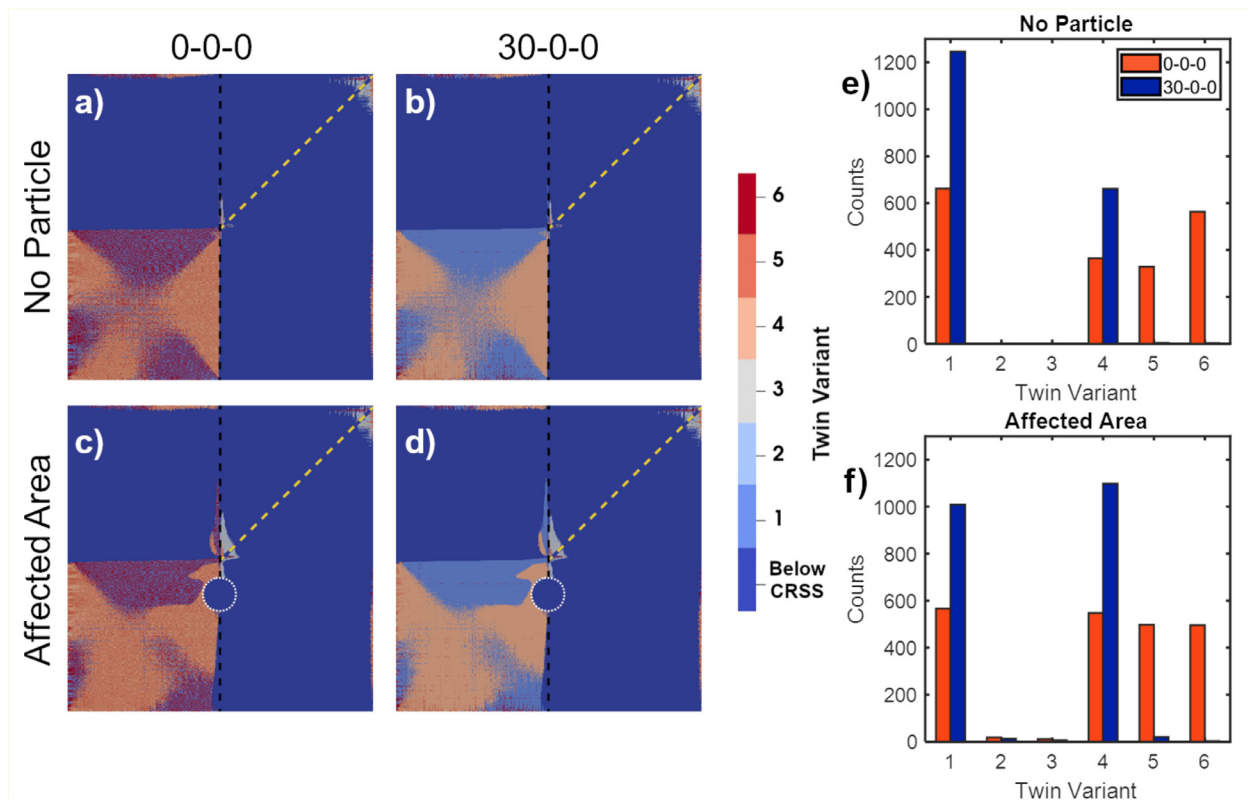 0-0-0
30-0-0
No Particle
a)
b)
Affected Area
c)
d)
6
5
4
3
2
1
Below
CRSS
Twin Variant
No Particle
e)
0-0-0
30-0-0
1200
1000
800
600
400
200
0
Counts
1 2 3 4 5 6
Twin Variant
Affected Area
f)
1200
1000
800
600
400
200
0
Counts
1 2 3 4 5 6
Twin Variant